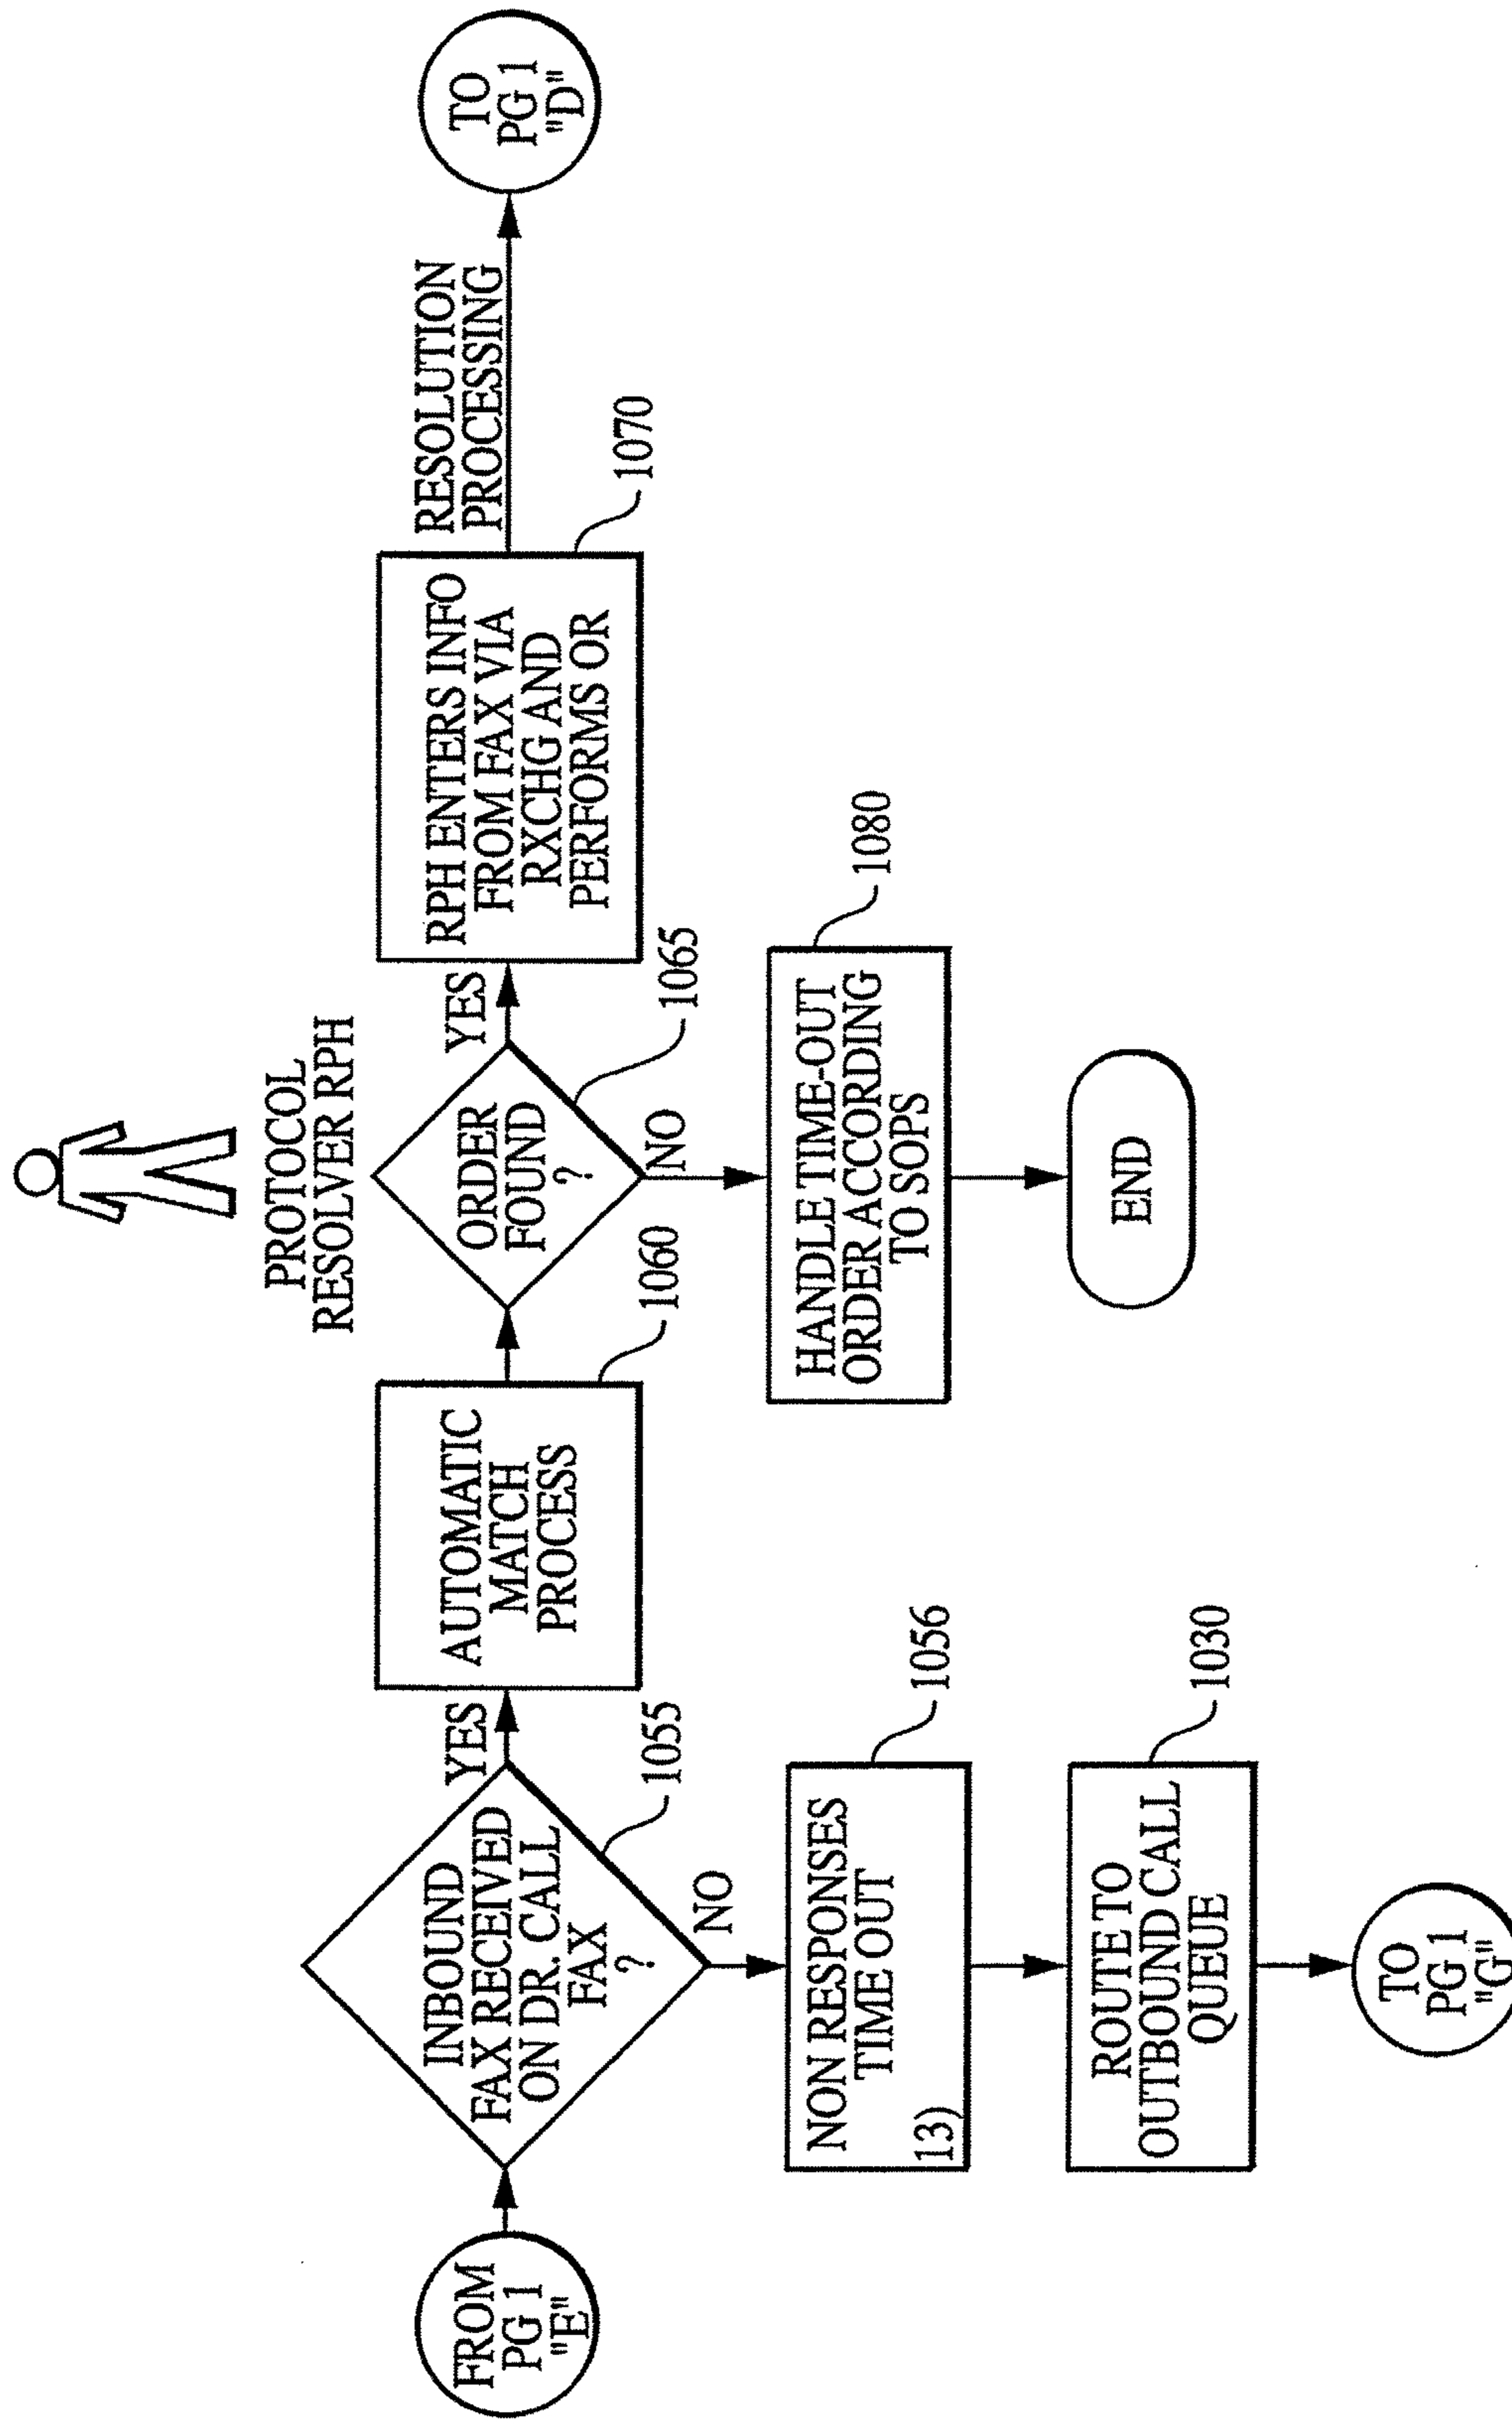 PROTOCOL
RESOLVER RPH
FROM
PG 1
"E"
INBOUND
FAX RECEIVED
ON DR. CALL
FAX
?
1055
YES
AUTOMATIC
MATCH
PROCESS
1060
ORDER
FOUND
?
1065
YES
RPH ENTERS INFO
FROM FAX VIA
RXCHG AND
PERFORMS OR
1070
RESOLUTION
PROCESSING
TO
PG 1
"D"
NO
NON RESPONSES
TIME OUT
13)
1056
ROUTE TO
OUTBOUND CALL
QUEUE
1030
TO
PG 1
"G"
NO
HANDLE TIME-OUT
ORDER ACCORDING
TO SOPS
1080
END